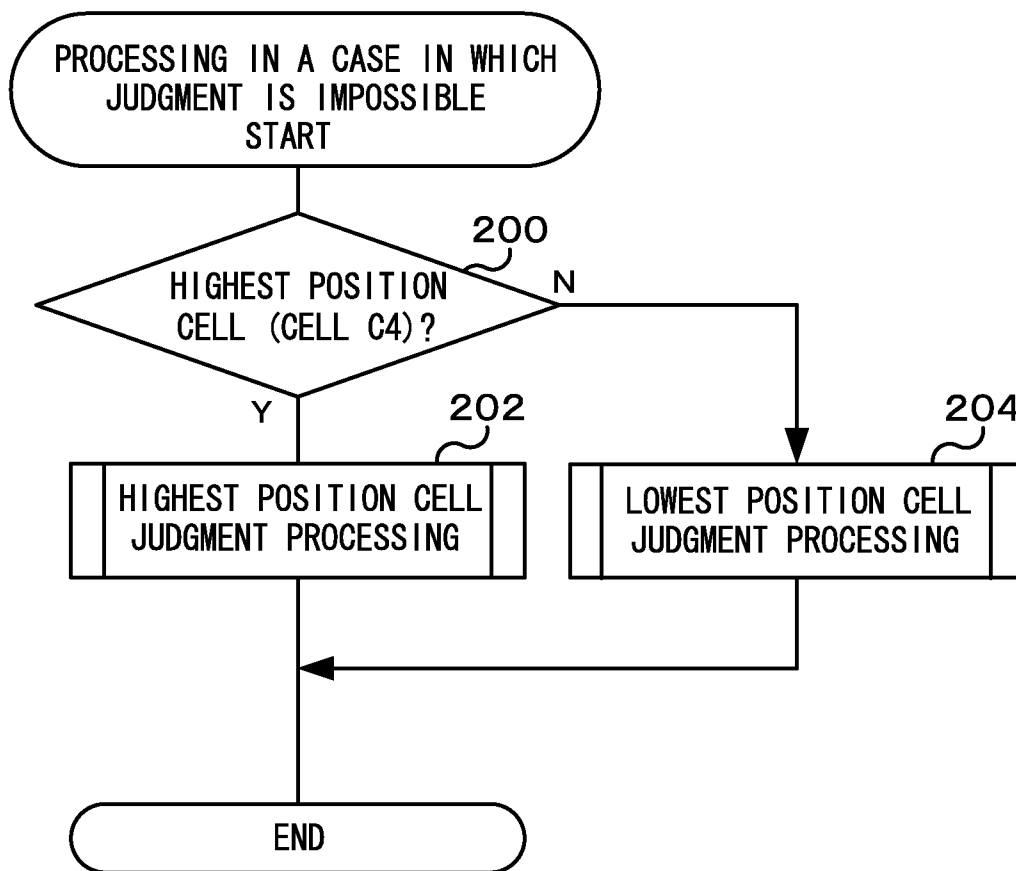 PROCESSING IN A CASE IN WHICH
JUDGMENT IS IMPOSSIBLE
START
200
HIGHEST POSITION
CELL (CELL C4)?
N
Y
202
HIGHEST POSITION CELL
JUDGMENT PROCESSING
204
LOWEST POSITION CELL
JUDGMENT PROCESSING
END